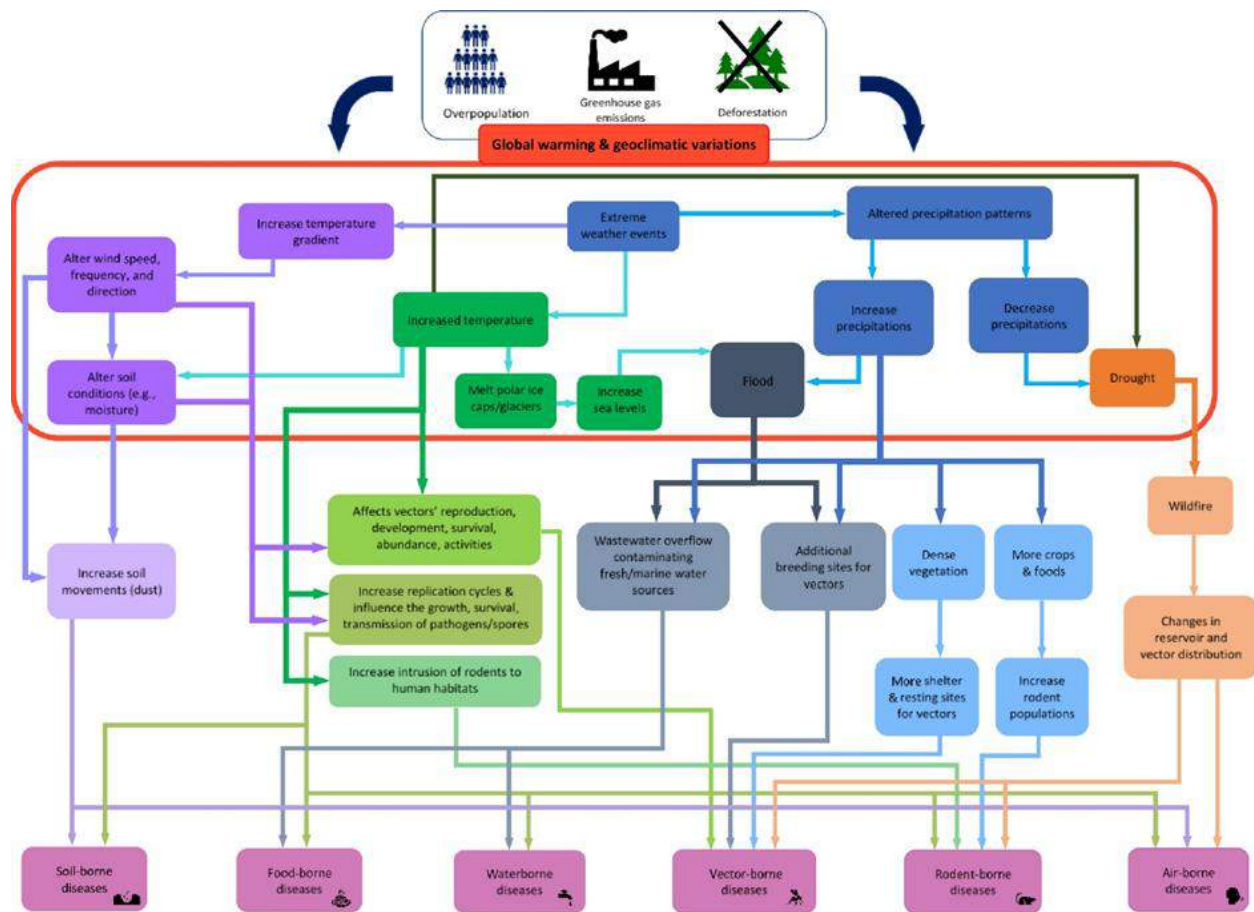 Overpopulation
Greenhouse gas
emissions
Deforestation
Global warming & geoclimatic variations
Increase temperature
gradient
Extreme
weather events
Altered precipitation patterns
Alter wind speed,
frequency, and
direction
Increased temperature
Increase
precipitations
Decrease
precipitations
Alter soil
conditions (e.g.,
moisture)
Melt polar ice
caps/glaciers
Increase
sea levels
Flood
Drought
Affects vectors' reproduction,
development, survival,
abundance, activities
Wastewater overflow
contaminating
fresh/marine water
sources
Additional
breeding sites for
vectors
Dense
vegetation
More crops
& foods
Wildfire
Increase soil
movements (dust)
Increase replication cycles &
influence the growth, survival,
transmission of pathogens/spores
Changes in
reservoir and
vector distribution
Increase intrusion of rodents to
human habitats
More shelter
& resting sites
for vectors
Increase
rodent
populations
Soil-borne
diseases
Food-borne
diseases
Waterborne
diseases
Vector-borne
diseases
Rodent-borne
diseases
Air-borne
diseases